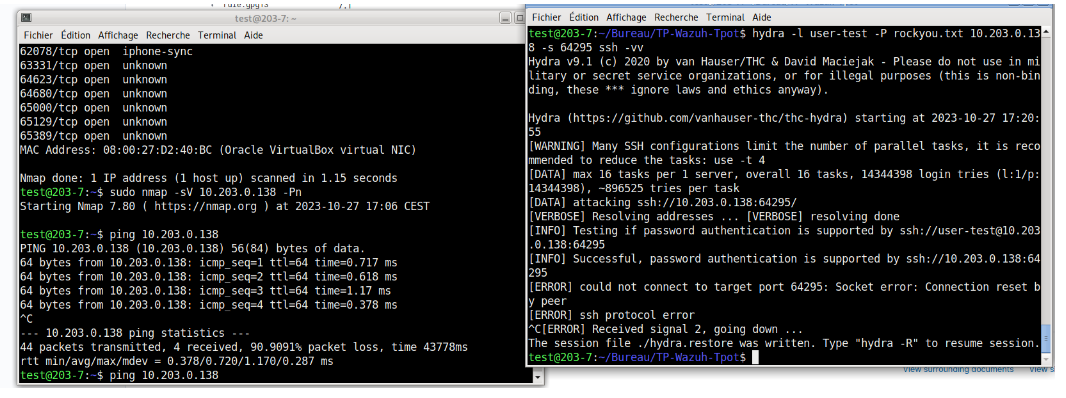 rule.gpg!s
test@203-7: ~
Fichier Édition Affichage Recherche Terminal Aide
62078/tcp open  iphone-sync
63331/tcp open  unknown
64623/tcp open  unknown
64680/tcp open  unknown
65000/tcp open  unknown
65129/tcp open  unknown
65389/tcp open  unknown
MAC Address: 08:00:27:D2:40:BC (Oracle VirtualBox virtual NIC)
Nmap done: 1 IP address (1 host up) scanned in 1.15 seconds
test@203-7:~$ sudo nmap -sV 10.203.0.138 -Pn
Starting Nmap 7.80 ( https://nmap.org ) at 2023-10-27 17:06 CEST
test@203-7:~$ ping 10.203.0.138
PING 10.203.0.138 (10.203.0.138) 56(84) bytes of data.
64 bytes from 10.203.0.138: icmp_seq=1 ttl=64 time=0.717 ms
64 bytes from 10.203.0.138: icmp_seq=2 ttl=64 time=0.618 ms
64 bytes from 10.203.0.138: icmp_seq=3 ttl=64 time=1.17 ms
64 bytes from 10.203.0.138: icmp_seq=4 ttl=64 time=0.378 ms
^C
--- 10.203.0.138 ping statistics ---
44 packets transmitted, 4 received, 90.9091% packet loss, time 43778ms
rtt min/avg/max/mdev = 0.378/0.720/1.170/0.287 ms
test@203-7:~$ ping 10.203.0.138
Fichier Édition Affichage Recherche Terminal Aide
test@203-7:~/Bureau/TP-Wazuh-Tpot$ hydra -l user-test -P rockyou.txt 10.203.0.13
8 -s 64295 ssh -vv
Hydra v9.1 (c) 2020 by van Hauser/THC & David Maciejak - Please do not use in mi
litary or secret service organizations, or for illegal purposes (this is non-bin
ding, these *** ignore laws and ethics anyway).
Hydra (https://github.com/vanhauser-thc/thc-hydra) starting at 2023-10-27 17:20:
55
[WARNING] Many SSH configurations limit the number of parallel tasks, it is reco
mmended to reduce the tasks: use -t 4
[DATA] max 16 tasks per 1 server, overall 16 tasks, 14344398 login tries (l:1/p:
14344398), ~896525 tries per task
[DATA] attacking ssh://10.203.0.138:64295/
[VERBOSE] Resolving addresses ... [VERBOSE] resolving done
[INFO] Testing if password authentication is supported by ssh://user-test@10.203
.0.138:64295
[INFO] Successful, password authentication is supported by ssh://10.203.0.138:64
295
[ERROR] could not connect to target port 64295: Socket error: Connection reset b
y peer
[ERROR] ssh protocol error
^C[ERROR] Received signal 2, going down ...
The session file ./hydra.restore was written. Type "hydra -R" to resume session.
test@203-7:~/Bureau/TP-Wazuh-Tpot$
View surrounding documents View s